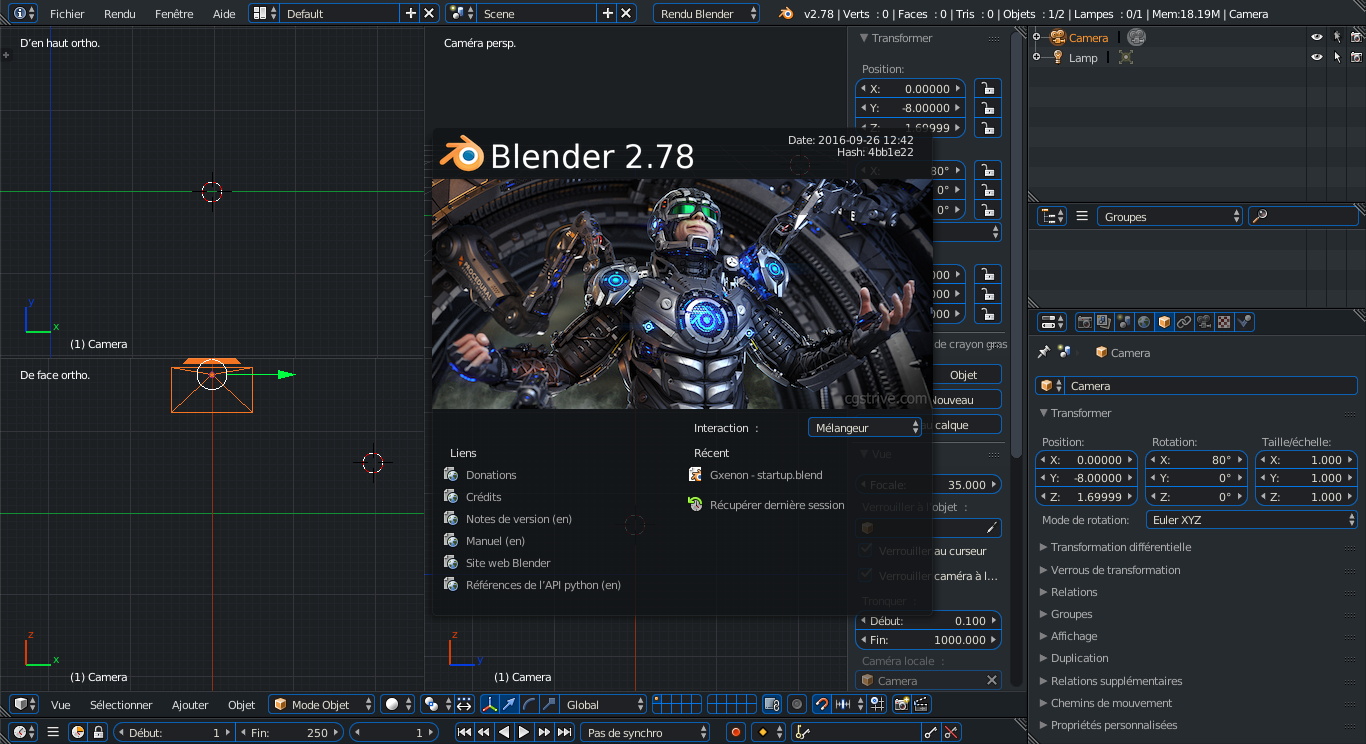 Fichier Rendu Fenêtre Aide Default Scene Rendu Blender v2.78 | Verts : 0 | Faces : 0 | Tris : 0 | Objets : 1/2 | Lampes : 0/1 | Mem:18.19M | Camera
D'en haut ortho.
y
x
(1) Camera
De face ortho.
z
x
(1) Camera
Caméra persp.
z
y
(1) Camera
Blender 2.78
Date: 2016-09-26 12:42
Hash: 4bb1e22
PROCEDURAL
cgstrive.com
Interaction :
Mélangeur
Liens
Donations
Crédits
Notes de version (en)
Manuel (en)
Site web Blender
Références de l'API python (en)
Récent
Gxenon - startup.blend
Récupérer dernière session
Transformer
Position:
X: 0.00000
Y: -8.00000
Z: 1.69999
X: 80°
0°
0°
000
000
000
de crayon gras
Objet
Nouveau
au calque
Vue
Focale: 35.000
Verrouiller à l'objet :
Verrouiller au curseur
Verrouiller caméra à l...
Tronquer :
Début: 0.100
Fin: 1000.000
Caméra locale :
Camera
Camera
Lamp
Groupes
Camera
Camera
Transformer
Position: Rotation: Taille/échelle:
X: 0.00000 X: 80° X: 1.000
Y: -8.00000 Y: 0° Y: 1.000
Z: 1.69999 Z: 0° Z: 1.000
Mode de rotation: Euler XYZ
Transformation différentielle
Verrous de transformation
Relations
Groupes
Affichage
Duplication
Relations supplémentaires
Chemins de mouvement
Propriétés personnalisées
Vue Sélectionner Ajouter Objet Mode Objet Global
Début: 1 Fin: 250 1 Pas de synchro